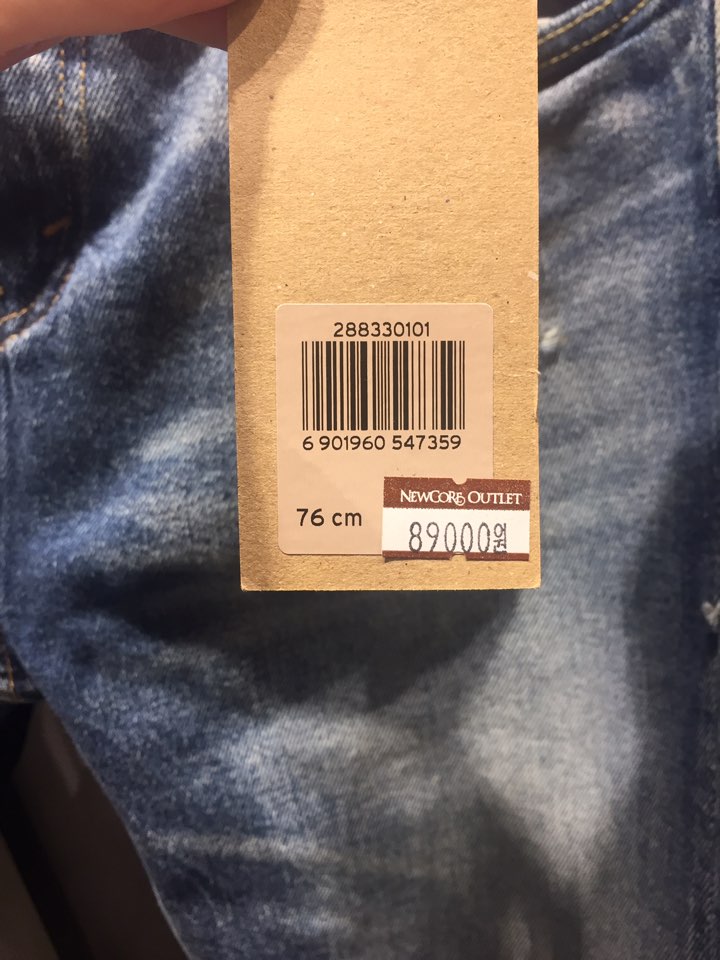 288330101
6 901960 547359
76 cm
NEWCORE OUTLET
89000원